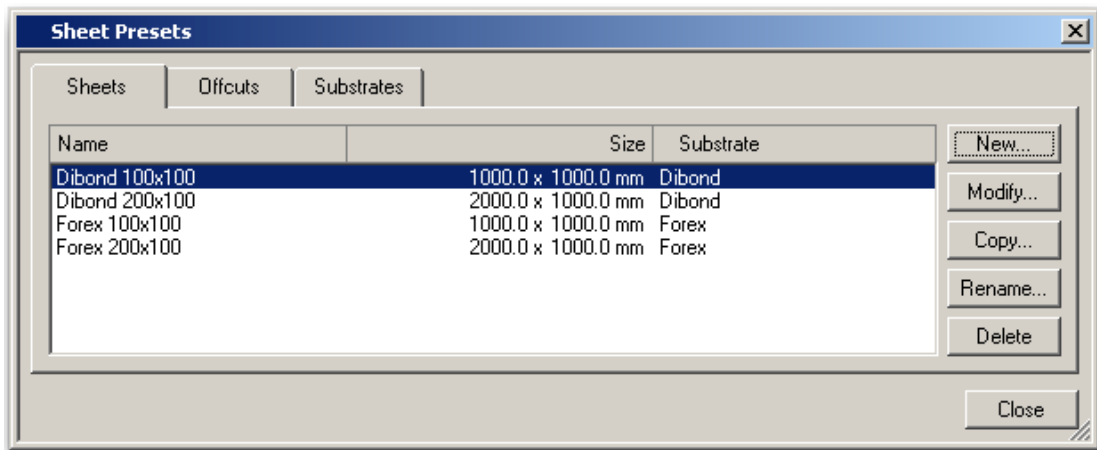 Sheet Presets
Sheets Offcuts Substrates
Name Size Substrate
Dibond 100x100 1000.0 x 1000.0 mm Dibond
Dibond 200x100 2000.0 x 1000.0 mm Dibond
Forex 100x100 1000.0 x 1000.0 mm Forex
Forex 200x100 2000.0 x 1000.0 mm Forex
New...
Modify...
Copy...
Rename...
Delete
Close